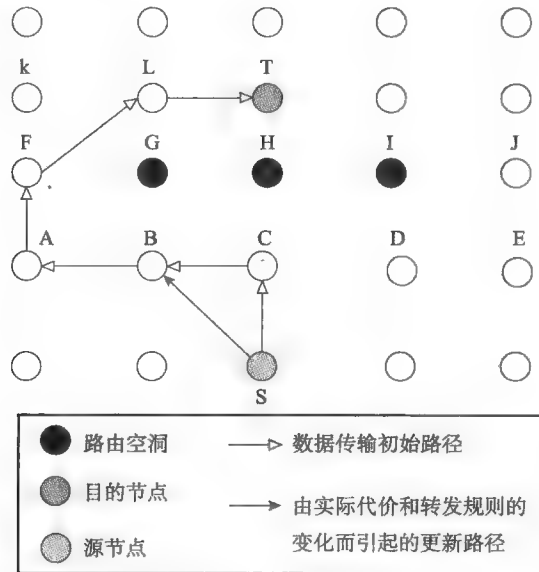 k L T
F G H I J
A B C D E
S
路由空洞
数据传输初始路径
目的节点
由实际代价和转发规则的
变化而引起的更新路径
源节点